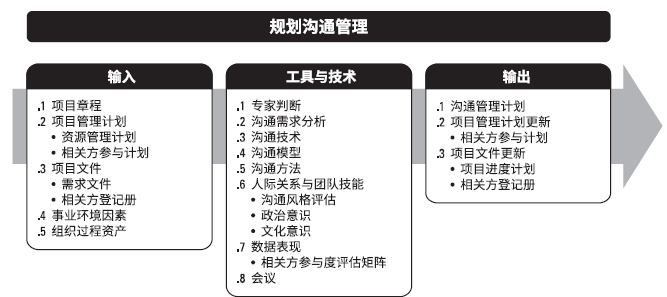 规划沟通管理
输入
.1 项目章程
.2 项目管理计划
• 资源管理计划
• 相关方参与计划
.3 项目文件
• 需求文件
• 相关方登记册
.4 事业环境因素
.5 组织过程资产
工具与技术
.1 专家判断
.2 沟通需求分析
.3 沟通技术
.4 沟通模型
.5 沟通方法
.6 人际关系与团队技能
• 沟通风格评估
• 政治意识
• 文化意识
.7 数据表现
• 相关方参与度评估矩阵
.8 会议
输出
.1 沟通管理计划
.2 项目管理计划更新
• 相关方参与计划
.3 项目文件更新
• 项目进度计划
• 相关方登记册